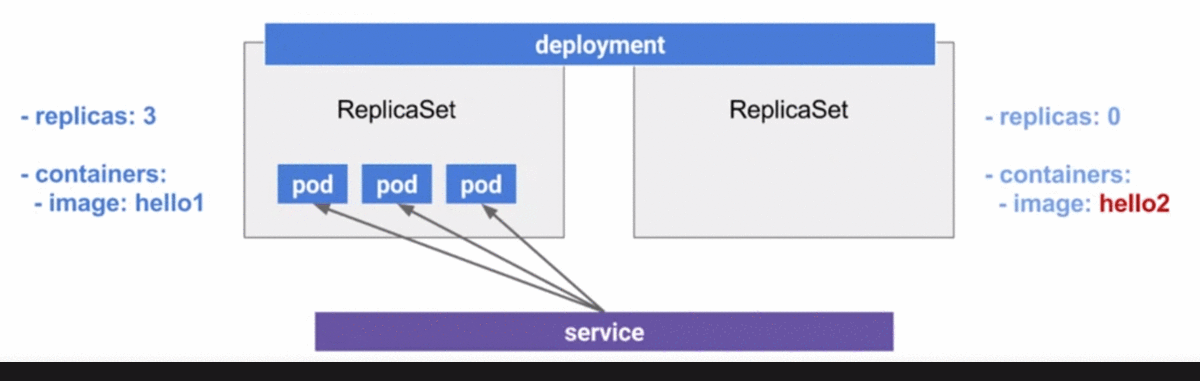 deployment
ReplicaSet
ReplicaSet
- replicas: 3
- containers:
- image: hello1
pod
pod
pod
- replicas: 0
- containers:
- image: hello2
service